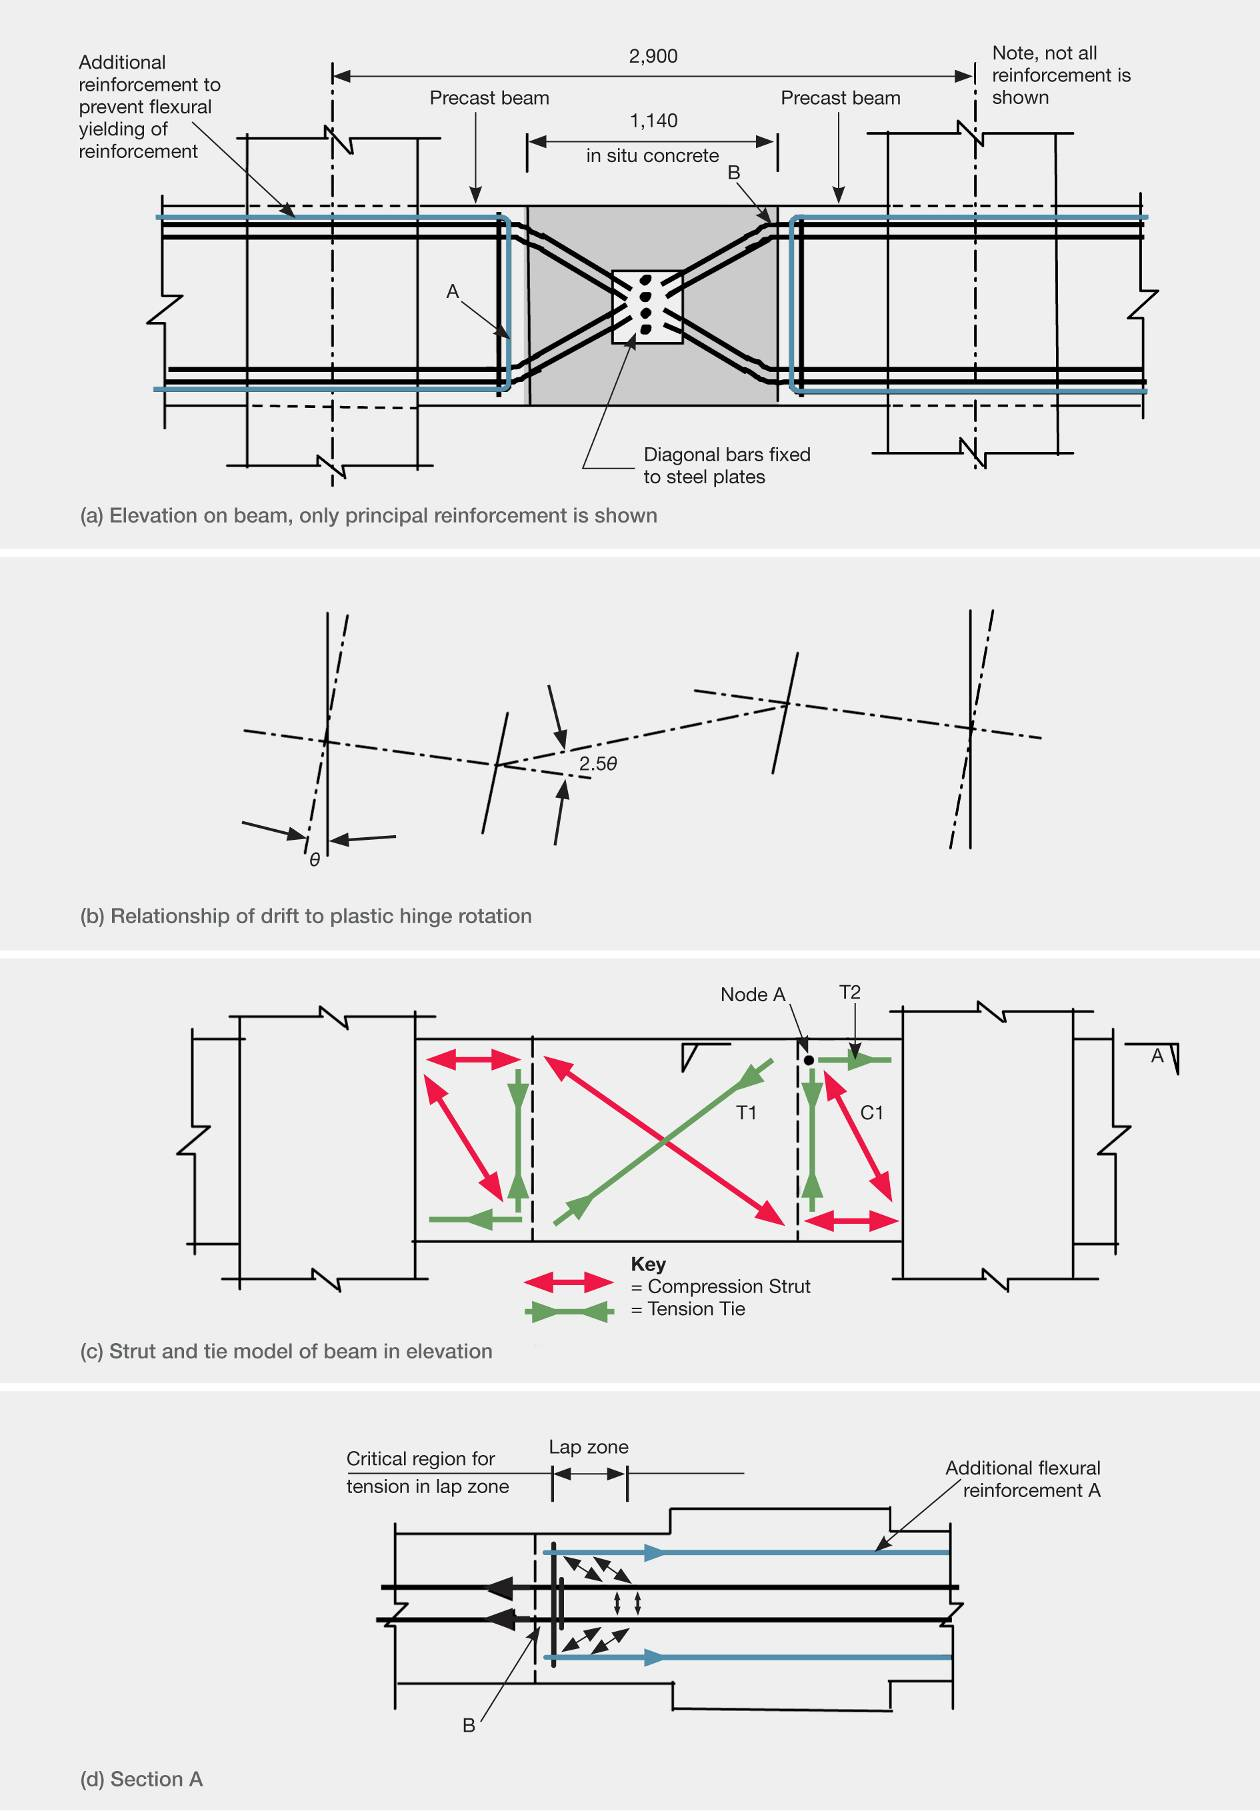 Additional
reinforcement to
prevent flexural
yielding of
reinforcement
2,900
Note, not all
reinforcement is
shown
Precast beam
Precast beam
1,140
in situ concrete
B
A
Diagonal bars fixed
to steel plates
(a) Elevation on beam, only principal reinforcement is shown
2.5θ
θ
(b) Relationship of drift to plastic hinge rotation
Node A
T2
A
T1
C1
Key
= Compression Strut
= Tension Tie
(c) Strut and tie model of beam in elevation
Lap zone
Critical region for
tension in lap zone
Additional flexural
reinforcement A
B
(d) Section A